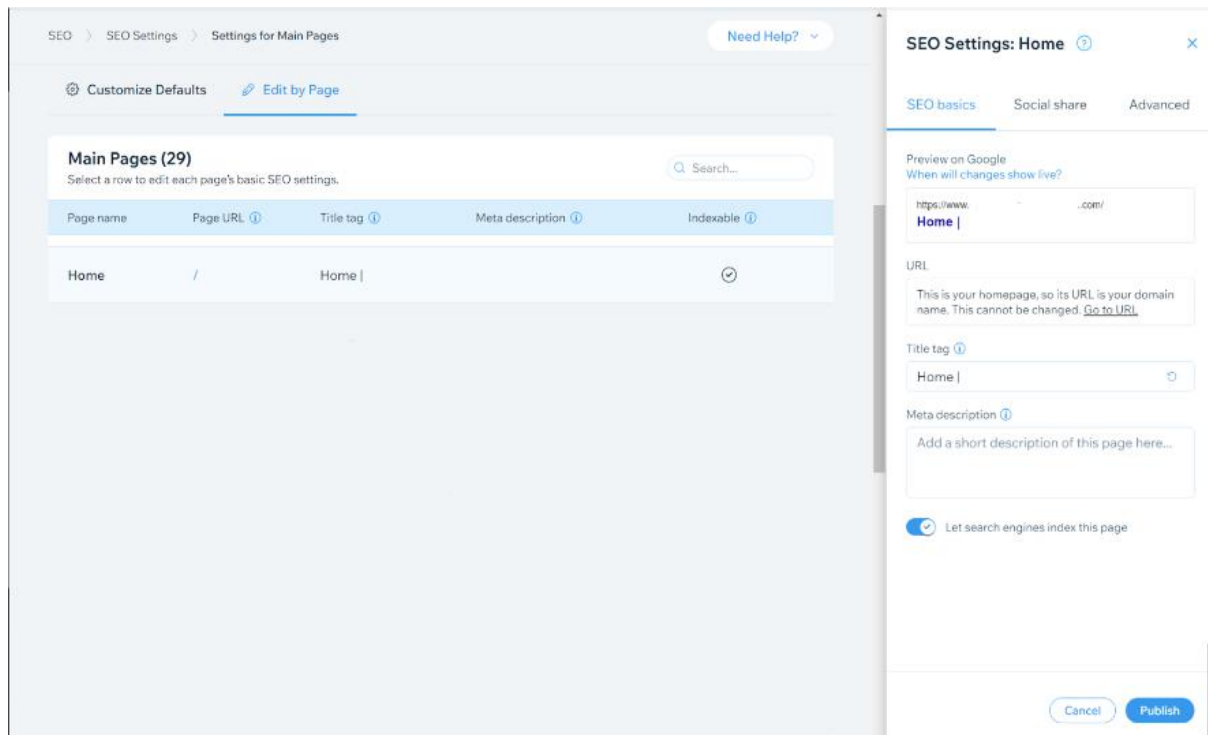 SEO > SEO Settings > Settings for Main Pages
Need Help?
Customize Defaults
Edit by Page
Main Pages (29)
Select a row to edit each page's basic SEO settings.
Search...
Page name Page URL Title tag Meta description Indexable
Home / Home |
SEO Settings: Home
SEO basics Social share Advanced
Preview on Google
When will changes show live?
https://www. ..com/
Home |
URL
This is your homepage, so its URL is your domain
name. This cannot be changed. Go to URL
Title tag
Home |
Meta description
Add a short description of this page here...
Let search engines index this page
Cancel
Publish